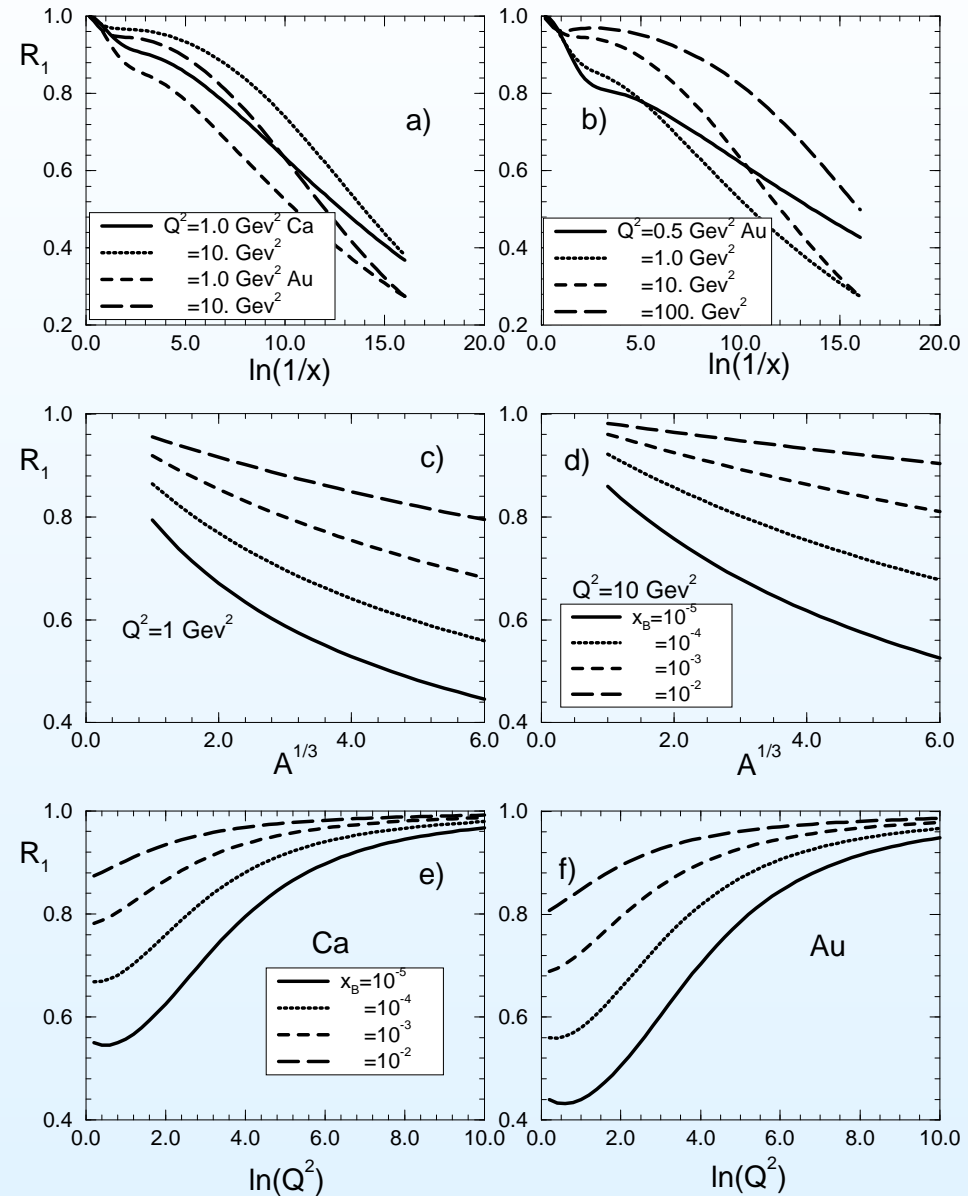 1.0
R₁
0.8
0.6
0.4
0.2
a)
Q²=1.0 Gev² Ca
=10. Gev²
=1.0 Gev² Au
=10. Gev²
0.0 5.0 10.0 15.0 20.0
ln(1/x)
1.0
R₁
0.8
0.6
0.4
0.2
b)
Q²=0.5 Gev² Au
=1.0 Gev²
=10. Gev²
=100. Gev²
0.0 5.0 10.0 15.0 20.0
ln(1/x)
1.0
R₁
0.8
0.6
0.4
c)
Q²=1 Gev²
0.0 2.0 4.0 6.0
A^1/3
1.0
0.8
0.6
0.4
d)
Q²=10 Gev²
x_B=10^-5
=10^-4
=10^-3
=10^-2
0.0 2.0 4.0 6.0
A^1/3
1.0
R₁
0.8
0.6
0.4
e)
Ca
x_B=10^-5
=10^-4
=10^-3
=10^-2
0.0 2.0 4.0 6.0 8.0 10.0
ln(Q²)
1.0
0.8
0.6
0.4
f)
Au
0.0 2.0 4.0 6.0 8.0 10.0
ln(Q²)